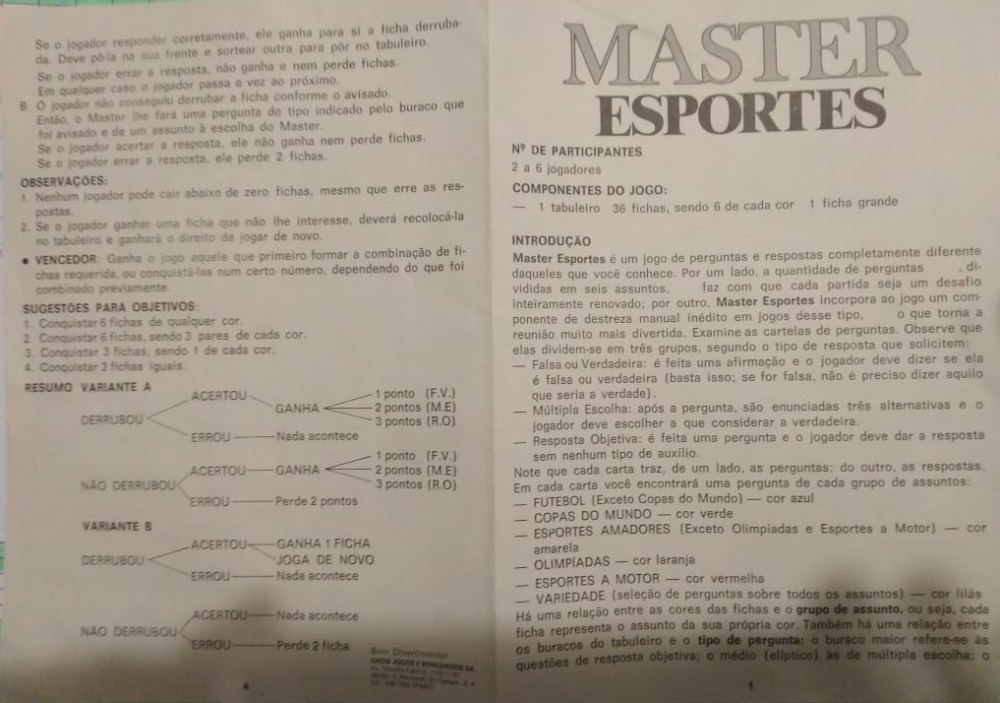 Se o jogador responder corretamente, ele ganha para si a ficha derruba-
da. Deve pô-la na sua frente e sortear outra para pôr no tabuleiro.
Se o jogador errar a resposta, não ganha e nem perde fichas.
Em qualquer caso o jogador passa a vez ao próximo.
B. O jogador não conseguiu derrubar a ficha conforme o avisado.
Então, o Master lhe fará uma pergunta do tipo indicado pelo buraco que
foi avisado e de um assunto à escolha do Master.
Se o jogador acertar a resposta, ele não ganha nem perde fichas.
Se o jogador errar a resposta, ele perde 2 fichas.
OBSERVAÇÕES:
1. Nenhum jogador pode cair abaixo de zero fichas, mesmo que erre as res-
postas.
2. Se o jogador ganhar uma ficha que não lhe interesse, deverá recolocá-la
no tabuleiro e ganhará o direito de jogar de novo.
• VENCEDOR: Ganha o jogo aquele que primeiro formar a combinação de fi-
chas requerida, ou conquistá-las num certo número, dependendo do que foi
combinado previamente.
SUGESTÕES PARA OBJETIVOS:
1. Conquistar 6 fichas de qualquer cor.
2. Conquistar 6 fichas, sendo 3 pares de cada cor.
3. Conquistar 3 fichas, sendo 1 de cada cor.
4. Conquistar 3 fichas iguais.
RESUMO VARIANTE A
DERRUBOU
ACERTOU
GANHA
1 ponto (F.V.)
2 pontos (M.E)
3 pontos (R.O)
ERROU
Nada acontece
NÃO DERRUBOU
ACERTOU
GANHA
1 ponto (F.V.)
2 pontos (M.E)
3 pontos (R.O)
ERROU
Perde 2 pontos
VARIANTE B
DERRUBOU
ACERTOU
GANHA 1 FICHA
JOGA DE NOVO
ERROU
Nada acontece
NÃO DERRUBOU
ACERTOU
Nada acontece
ERROU
Perde 2 ficha
Bom Divertimento!
GROW JOGOS E BRINQUEDOS S.A.
4
MASTER
ESPORTES
Nº DE PARTICIPANTES
2 a 6 jogadores
COMPONENTES DO JOGO:
— 1 tabuleiro 36 fichas, sendo 6 de cada cor 1 ficha grande
INTRODUÇÃO
Master Esportes é um jogo de perguntas e respostas completamente diferente
daqueles que você conhece. Por um lado, a quantidade de perguntas , di-
vididas em seis assuntos, faz com que cada partida seja um desafio
inteiramente renovado; por outro, Master Esportes incorpora ao jogo um com-
ponente de destreza manual inédito em jogos desse tipo, o que torna a
reunião muito mais divertida. Examine as cartelas de perguntas. Observe que
elas dividem-se em três grupos, segundo o tipo de resposta que solicitem:
— Falsa ou Verdadeira: é feita uma afirmação e o jogador deve dizer se ela
é falsa ou verdadeira (basta isso; se for falsa, não é preciso dizer aquilo
que seria a verdade).
— Múltipla Escolha: após a pergunta, são enunciadas três alternativas e o
jogador deve escolher a que considerar a verdadeira.
— Resposta Objetiva: é feita uma pergunta e o jogador deve dar a resposta
sem nenhum tipo de auxílio.
Note que cada carta traz, de um lado, as perguntas; do outro, as respostas.
Em cada carta você encontrará uma pergunta de cada grupo de assuntos:
— FUTEBOL (Exceto Copas do Mundo) — cor azul
— COPAS DO MUNDO — cor verde
— ESPORTES AMADORES (Exceto Olimpíadas e Esportes a Motor) — cor
amarela
— OLIMPÍADAS — cor laranja
— ESPORTES A MOTOR — cor vermelha
— VARIEDADE (seleção de perguntas sobre todos os assuntos) — cor lilás
Há uma relação entre as cores das fichas e o grupo de assunto, ou seja, cada
ficha representa o assunto da sua própria cor. Também há uma relação entre
os buracos do tabuleiro e o tipo de pergunta: o buraco maior refere-se às
questões de resposta objetiva; o médio (elíptico) às de múltipla escolha; o
1